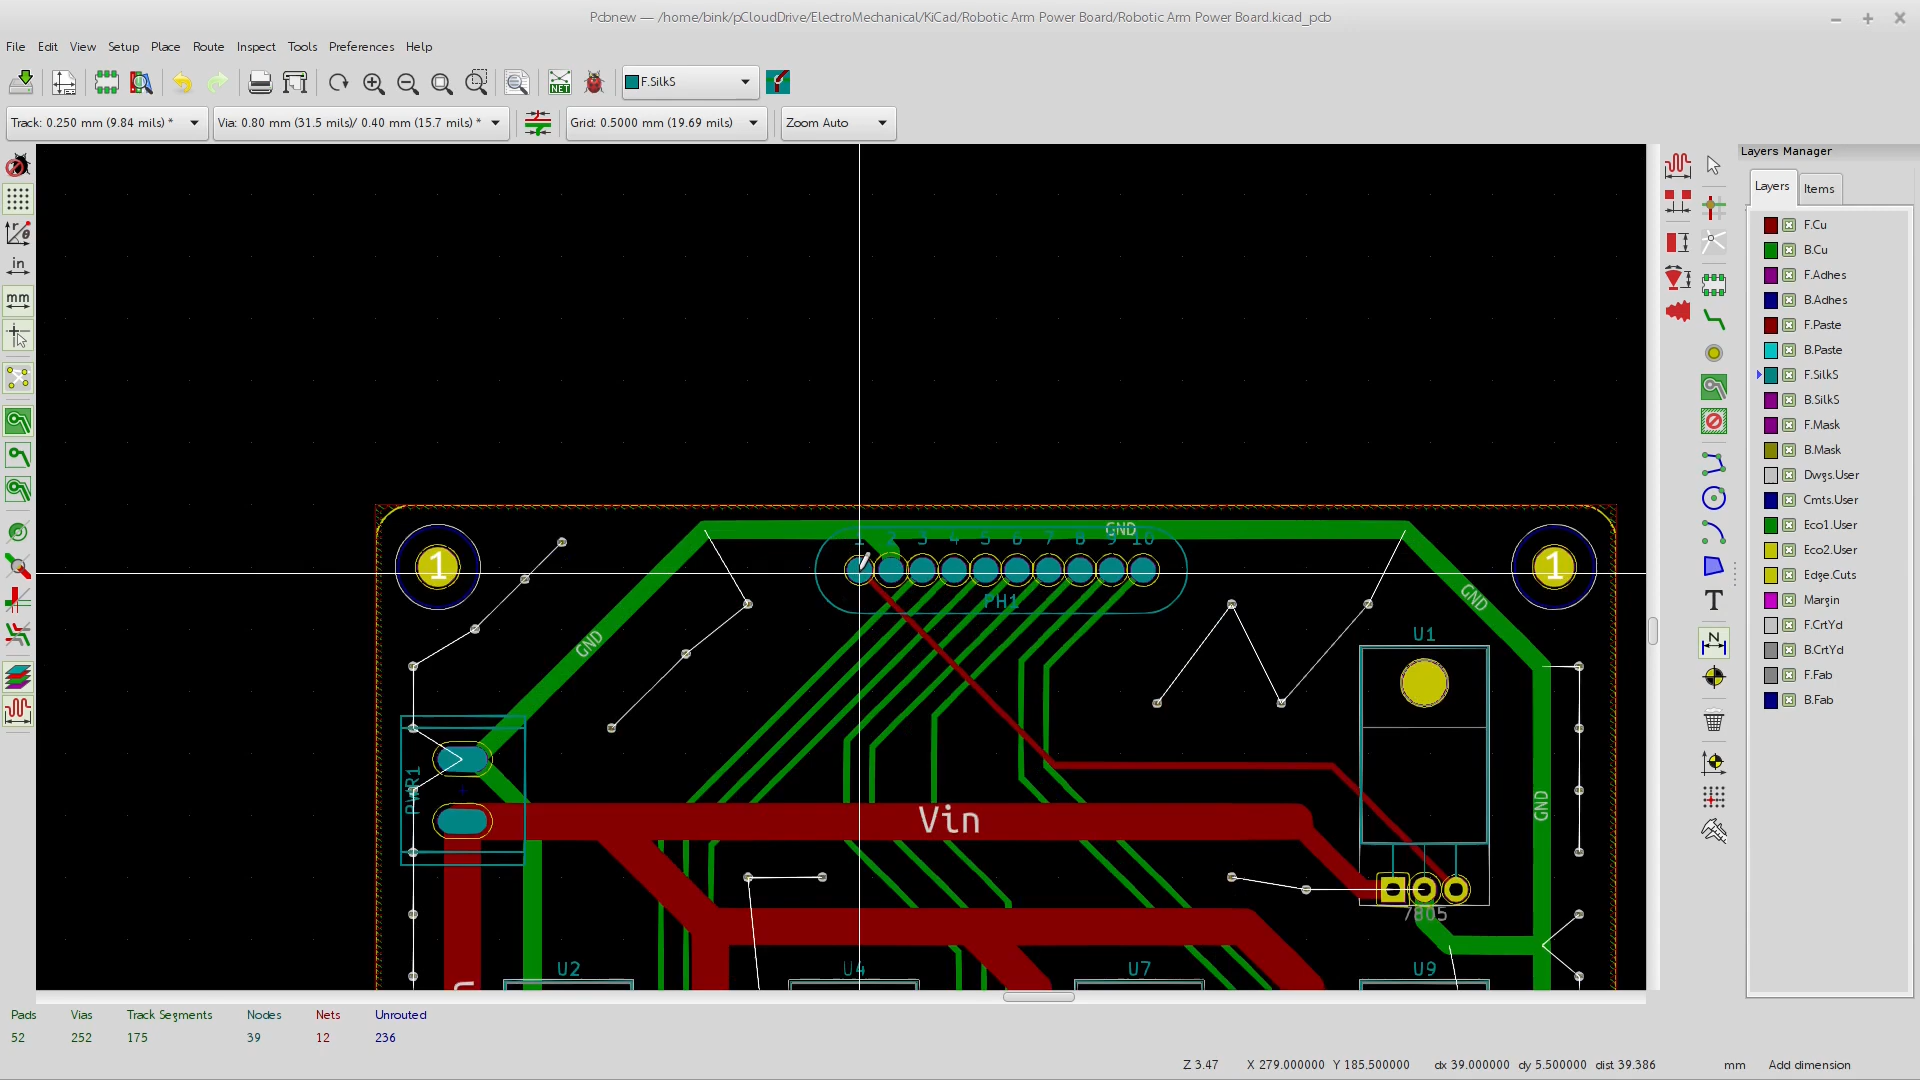 Pcbnew — /home/bink/pCloudDrive/ElectroMechanical/KiCad/Robotic Arm Power Board/Robotic Arm Power Board.kicad_pcb
File Edit View Setup Place Route Inspect Tools Preferences Help
NET F.SilkS
Track: 0.250 mm (9.84 mils) * Via: 0.80 mm (31.5 mils)/ 0.40 mm (15.7 mils) * Grid: 0.5000 mm (19.69 mils) Zoom Auto
in
mm
Layers Manager
Layers Items
F.Cu
B.Cu
F.Adhes
B.Adhes
F.Paste
B.Paste
F.SilkS
B.SilkS
F.Mask
B.Mask
Dwgs.User
Cmts.User
Eco1.User
Eco2.User
Edge.Cuts
Margin
F.CrtYd
B.CrtYd
F.Fab
B.Fab
T
N
GND
1 2 3 4 5 6 7 8 9 10
1
1
PH1
GND
GND
U1
PWR1
Vin
GND
7805
U2 U4 U7 U9
Pads Vias Track Segments Nodes Nets Unrouted
52 252 175 39 12 236
Z 3.47 X 279.000000 Y 185.500000 dx 39.000000 dy 5.500000 dist 39.386 mm Add dimension